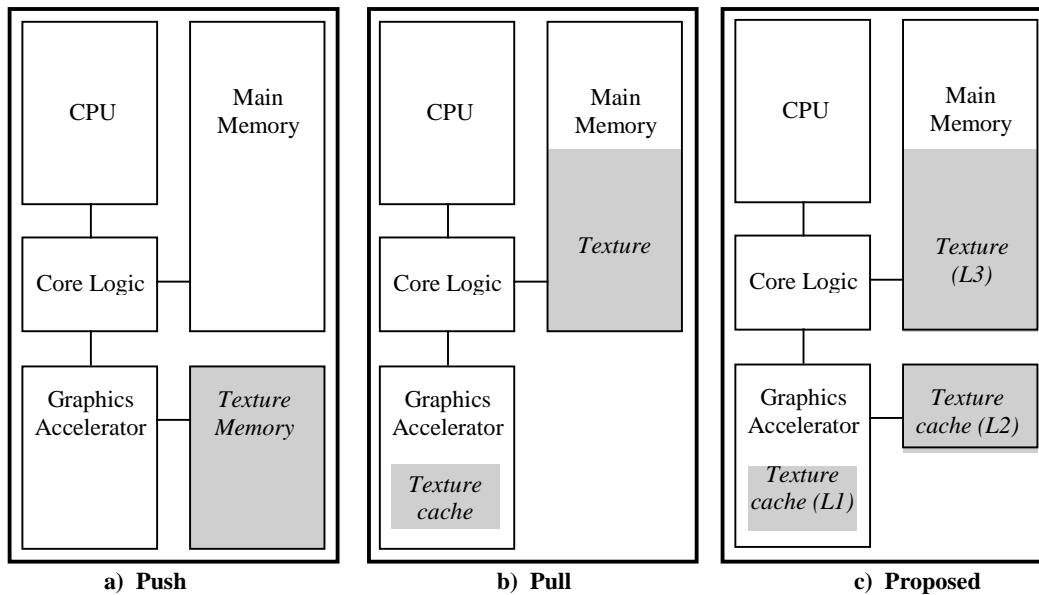 CPU
Main
Memory
Core Logic
Graphics
Accelerator
Texture
Memory
a) Push
CPU
Main
Memory
Texture
Core Logic
Graphics
Accelerator
Texture
cache
b) Pull
CPU
Main
Memory
Core Logic
Texture
(L3)
Graphics
Accelerator
Texture
cache (L2)
Texture
cache (L1)
c) Proposed